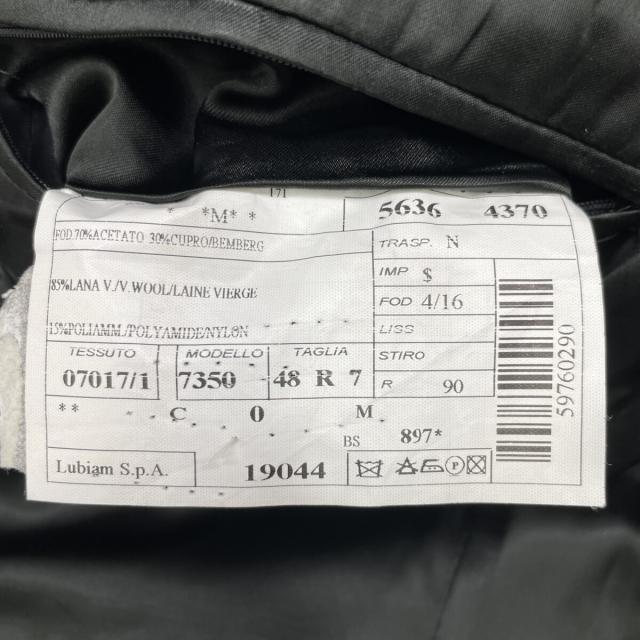 171
* *M* *
5636 4370
FOD.70%ACETATO 30%CUPRO/BEMBERG
TRASP. N
85%LANA V./V.WOOL/LAINE VIERGE
IMP $
FOD 4/16
15%POLIAMM./POLYAMIDE/NYLON
LISS
TESSUTO MODELLO TAGLIA
STIRO
07017/1 7350 48 R 7
R 90
** C 0 M
BS 897*
Lubiam S.p.A. 19044
P
59760290